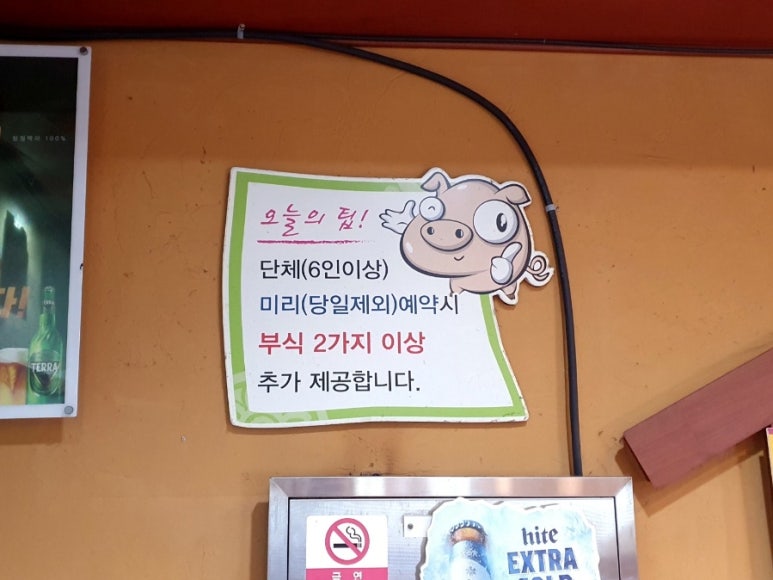 오늘의 팁!
단체(6인이상)
미리(당일제외)예약시
부식 2가지 이상
추가 제공합니다.
TERRA
hite
EXTRA
금연